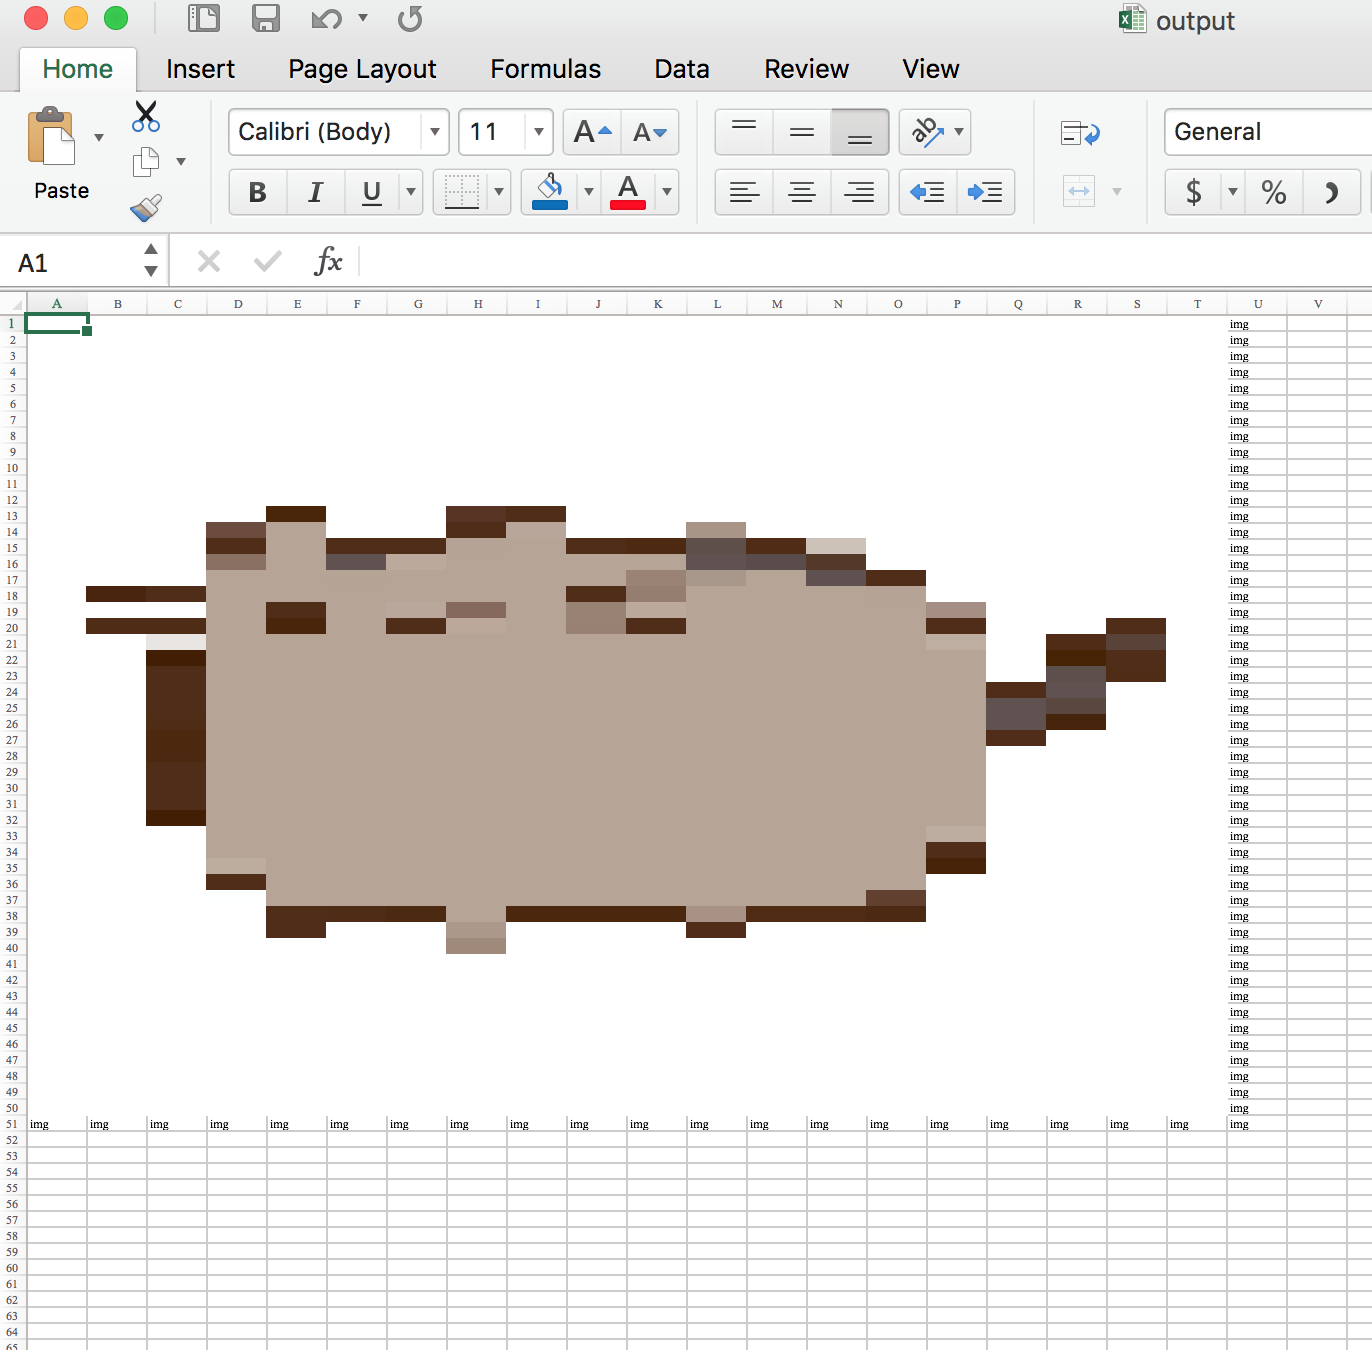 output
Home Insert Page Layout Formulas Data Review View
Calibri (Body) 11 A A ab General
Paste B I U A $ % )
A1 fx
A B C D E F G H I J K L M N O P Q R S T U V
1 img
2 img
3 img
4 img
5 img
6 img
7 img
8 img
9 img
10 img
11 img
12 img
13 img
14 img
15 img
16 img
17 img
18 img
19 img
20 img
21 img
22 img
23 img
24 img
25 img
26 img
27 img
28 img
29 img
30 img
31 img
32 img
33 img
34 img
35 img
36 img
37 img
38 img
39 img
40 img
41 img
42 img
43 img
44 img
45 img
46 img
47 img
48 img
49 img
50 img
51 img img img img img img img img img img img img img img img img img img img img img
52
53
54
55
56
57
58
59
60
61
62
63
64
65